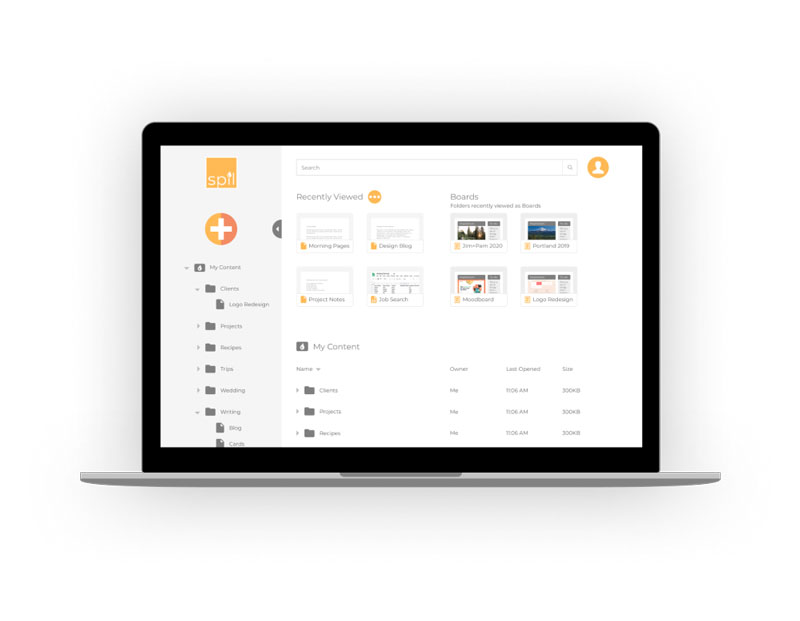 spil
My Content
Clients
Logo Redesign
Projects
Recipes
Trips
Wedding
Writing
Blog
Cards
Search
Recently Viewed
Morning Pages
Design Blog
Project Notes
Job Search
Boards
Folders recently viewed as Boards
Jim+Pam 2020
Portland 2019
Moodboard
Logo Redesign
My Content
Name Owner Last Opened Size
Clients Me 11:06 AM 300KB
Projects Me 11:06 AM 300KB
Recipes Me 11:06 AM 300KB